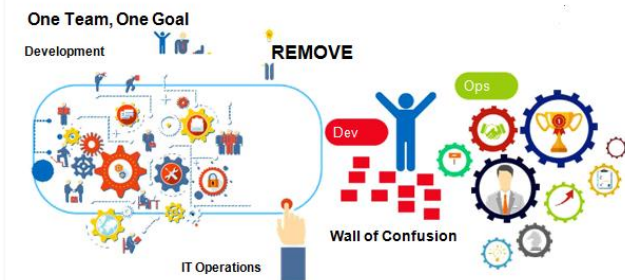 One Team, One Goal
Development
REMOVE
Ops
Dev
Wall of Confusion
IT Operations